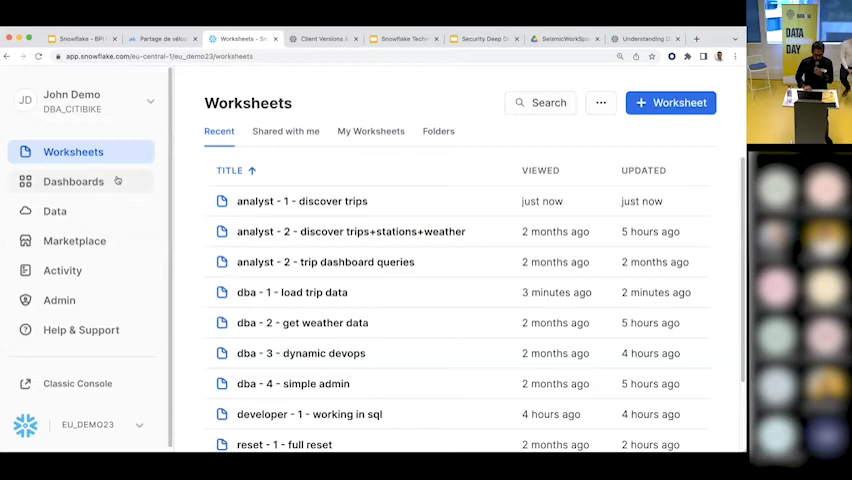 Snowflake - BPI
Partage de vélos
Worksheets - Sn
Client Versions &
Snowflake Techn
Security Deep D
SeismicWorkSpa
Understanding D
app.snowflake.com/eu-central-1/eu_demo23/worksheets
JD
John Demo
DBA_CITIBIKE
Worksheets
Dashboards
Data
Marketplace
Activity
Admin
Help & Support
Classic Console
EU_DEMO23
Worksheets
Search
...
+ Worksheet
Recent
Shared with me
My Worksheets
Folders
TITLE ↑ VIEWED UPDATED
analyst - 1 - discover trips just now just now
analyst - 2 - discover trips+stations+weather 2 months ago 5 hours ago
analyst - 2 - trip dashboard queries 2 months ago 2 months ago
dba - 1 - load trip data 3 minutes ago 2 minutes ago
dba - 2 - get weather data 2 months ago 5 hours ago
dba - 3 - dynamic devops 2 months ago 4 hours ago
dba - 4 - simple admin 2 months ago 5 hours ago
developer - 1 - working in sql 4 hours ago 4 hours ago
reset - 1 - full reset 2 months ago 2 hours ago
DATA
DAY